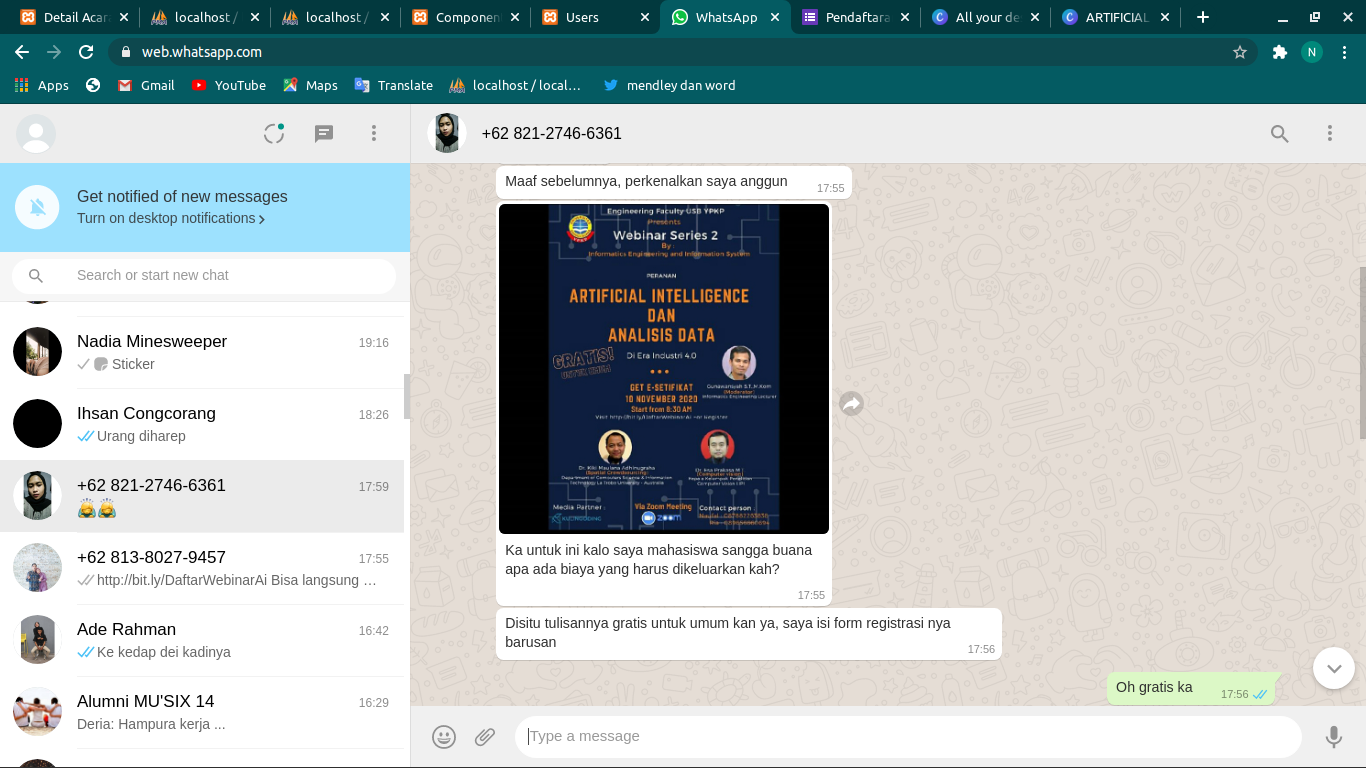 Detail Acar
localhost /
localhost /
Componen
Users
WhatsApp
Pendaftara
All your de
ARTIFICIAL
web.whatsapp.com
N
Apps
Gmail
YouTube
Maps
Translate
localhost / local…
mendley dan word
+62 821-2746-6361
Get notified of new messages
Turn on desktop notifications
Search or start new chat
Nadia Minesweeper
19:16
Sticker
Ihsan Congcorang
18:26
Urang diharep
+62 821-2746-6361
17:59
+62 813-8027-9457
17:55
http://bit.ly/DaftarWebinarAi Bisa langsung …
Ade Rahman
16:42
Ke kedap dei kadinya
Alumni MU'SIX 14
16:29
Deria: Hampura kerja ...
Maaf sebelumnya, perkenalkan saya anggun
17:55
Engineering Faculty USB YPKP
Presents
Webinar Series 2
By :
Informatics Engineering and Information System
PERANAN
ARTIFICIAL INTELLIGENCE
DAN
ANALISIS DATA
GRATIS!
UNTUK UMUM
Di Era Industri 4.0
GET E-SETIFIKAT
10 NOVEMBER 2020
Start from 8:30 AM
(Moderator)
Informatics Engineering Lecturer
Dr. Kiki Maulana Adhinugraha
Media Partner :
Via Zoom Meeting
zoom
Contact person :
Ka untuk ini kalo saya mahasiswa sangga buana
apa ada biaya yang harus dikeluarkan kah?
17:55
Disitu tulisannya gratis untuk umum kan ya, saya isi form registrasi nya
barusan
17:56
Oh gratis ka
17:56
Type a message